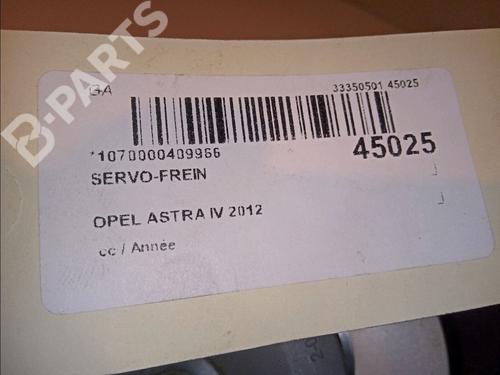 B-PARTS
GA
33350501 45025
*1070000409966
45025
SERVO-FREIN
J
OPEL ASTRA IV 2012
J
cc / Année